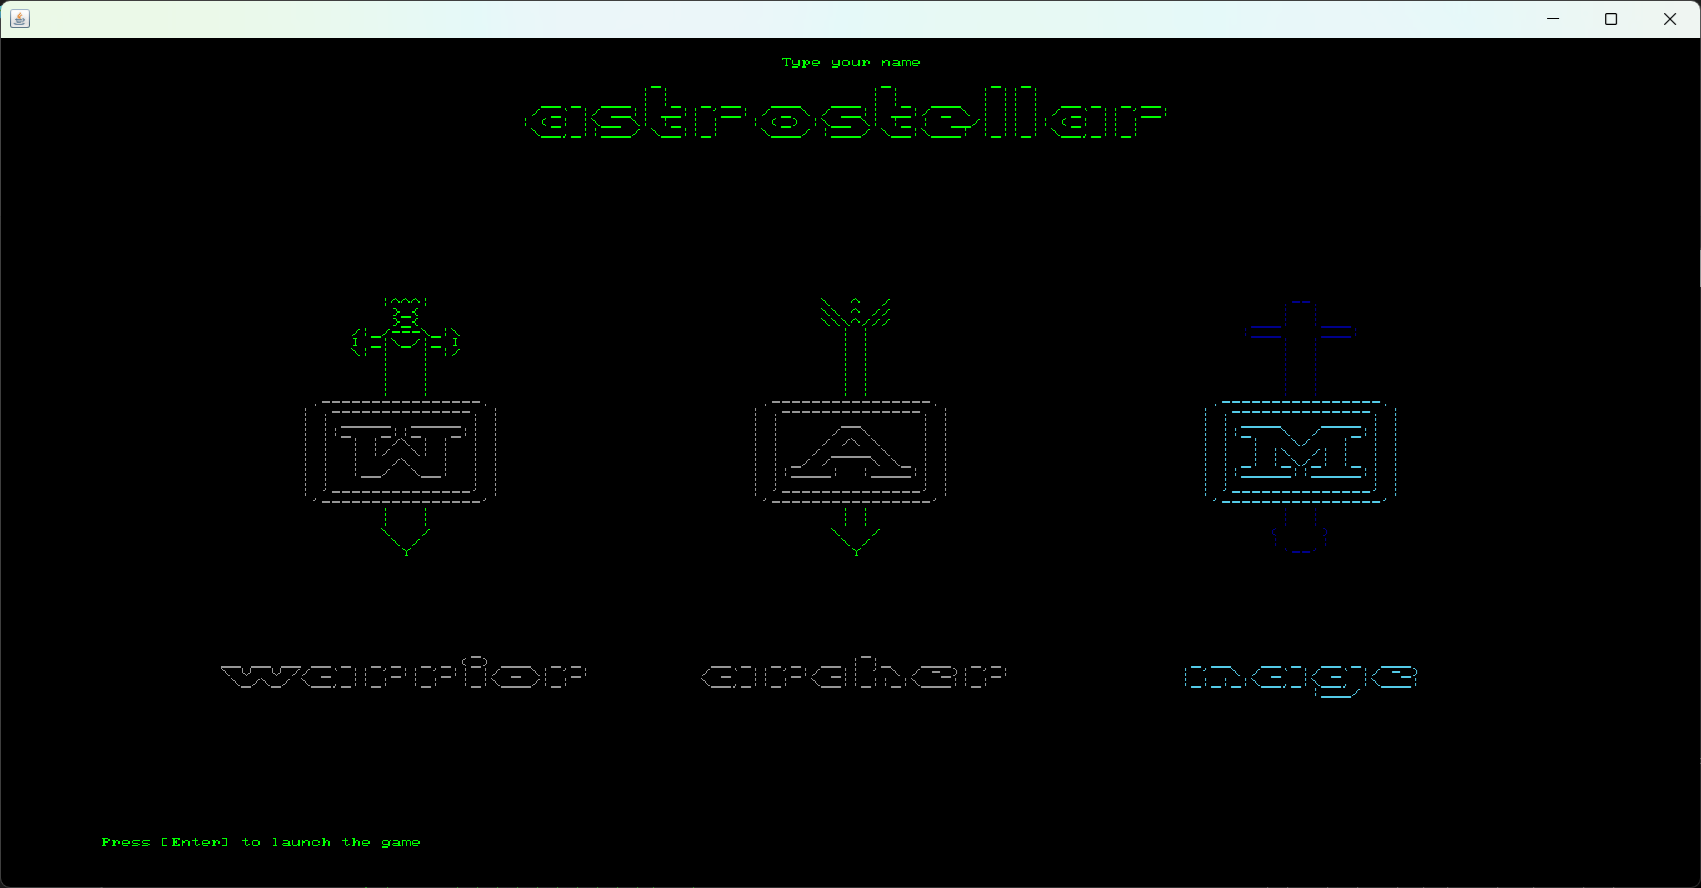 Type your name
astrostellar
W A M
warrior archer mage
Press [Enter] to launch the game